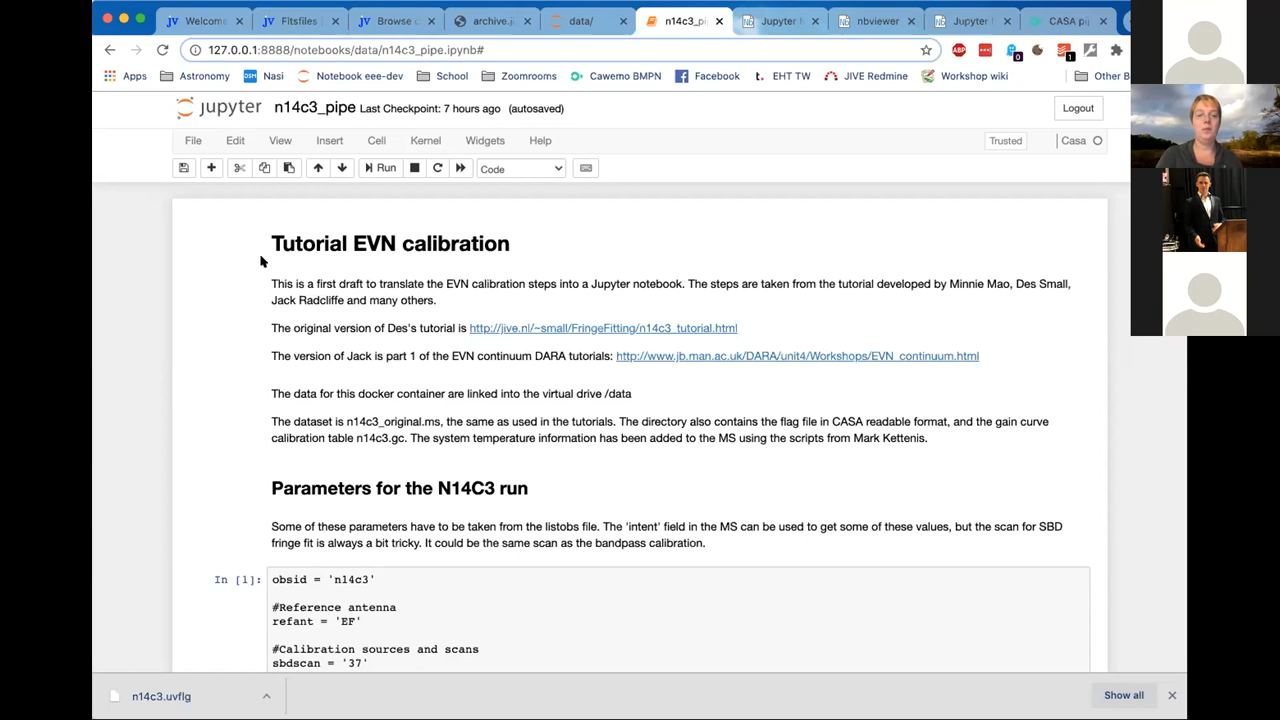 Welcom
Fitsfiles
Browse
archive.j
data/
n14c3_pi
Jupyter
nbviewer
Jupyter
CASA pi
127.0.0.1:8888/notebooks/data/n14c3_pipe.ipynb#
ABP
0
1
Apps
Astronomy
DSM
Nasi
Notebook eee-dev
School
Zoomrooms
Cawemo BMPN
Facebook
t.
EHT TW
JIVE Redmine
Workshop wiki
Other B
jupyter
n14c3_pipe Last Checkpoint: 7 hours ago (autosaved)
Logout
File Edit View Insert Cell Kernel Widgets Help
Trusted
Casa
Run
Code
Tutorial EVN calibration
This is a first draft to translate the EVN calibration steps into a Jupyter notebook. The steps are taken from the tutorial developed by Minnie Mao, Des Small,
Jack Radcliffe and many others.
The original version of Des's tutorial is http://jive.nl/~small/FringeFitting/n14c3_tutorial.html
The version of Jack is part 1 of the EVN continuum DARA tutorials: http://www.jb.man.ac.uk/DARA/unit4/Workshops/EVN_continuum.html
The data for this docker container are linked into the virtual drive /data
The dataset is n14c3_original.ms, the same as used in the tutorials. The directory also contains the flag file in CASA readable format, and the gain curve
calibration table n14c3.gc. The system temperature information has been added to the MS using the scripts from Mark Kettenis.
Parameters for the N14C3 run
Some of these parameters have to be taken from the listobs file. The 'intent' field in the MS can be used to get some of these values, but the scan for SBD
fringe fit is always a bit tricky. It could be the same scan as the bandpass calibration.
In [1]:
obsid = 'n14c3'
#Reference antenna
refant = 'EF'
#Calibration sources and scans
sbdscan = '37'
n14c3.uvflg
Show all